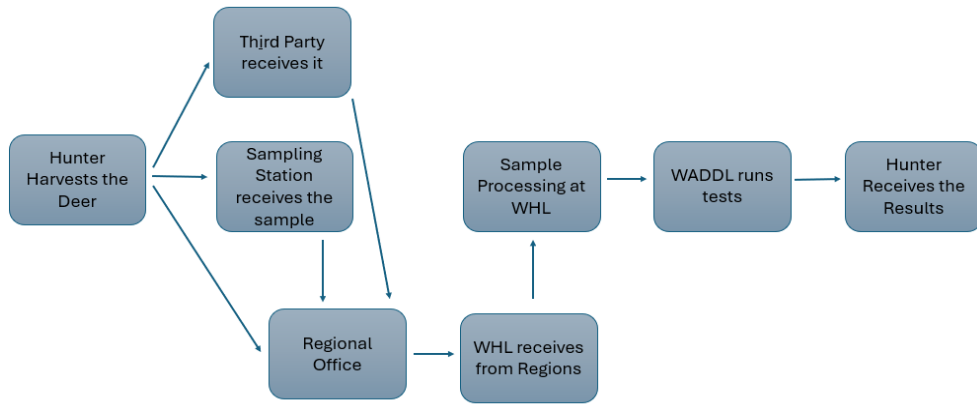 Third Party
receives it
Hunter
Harvests the
Deer
Sampling
Station
receives the
sample
Sample
Processing at
WHL
WADDL runs
tests
Hunter
Receives the
Results
Regional
Office
WHL receives
from Regions